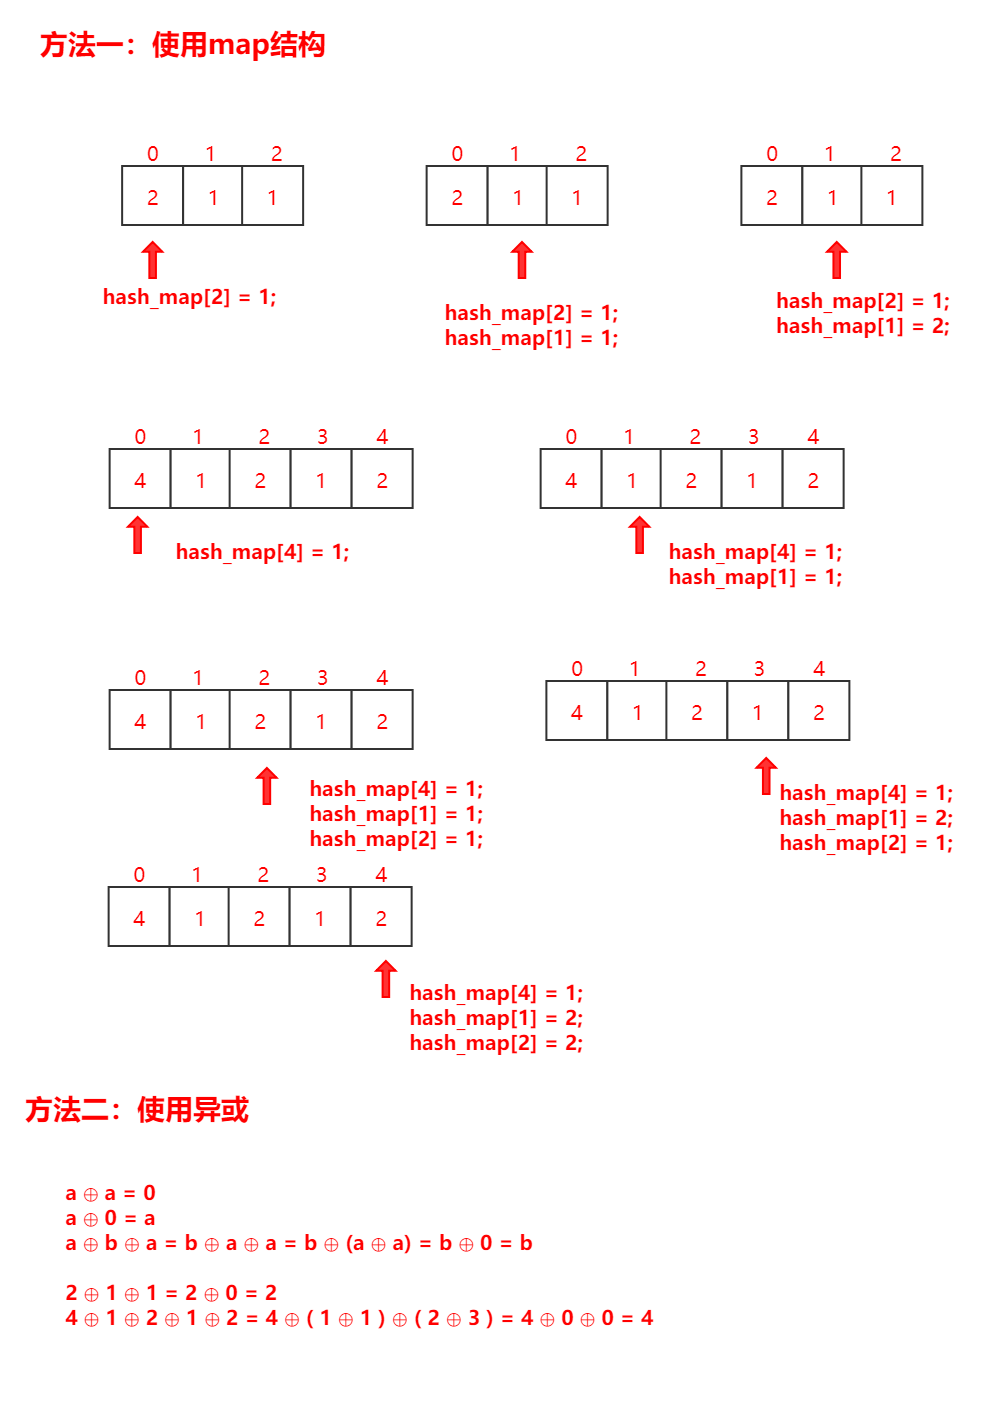 方法一：使用map结构
0 1 2 0 1 2 0 1 2
2 1 1 2 1 1 2 1 1
hash_map[2] = 1;
hash_map[2] = 1;
hash_map[1] = 1;
hash_map[2] = 1;
hash_map[1] = 2;
0 1 2 3 4 0 1 2 3 4
4 1 2 1 2 4 1 2 1 2
hash_map[4] = 1;
hash_map[4] = 1;
hash_map[1] = 1;
0 1 2 3 4
4 1 2 1 2
hash_map[4] = 1;
hash_map[1] = 1;
hash_map[2] = 1;
0 1 2 3 4
4 1 2 1 2
hash_map[4] = 1;
hash_map[1] = 2;
hash_map[2] = 1;
0 1 2 3 4
4 1 2 1 2
hash_map[4] = 1;
hash_map[1] = 2;
hash_map[2] = 2;
方法二：使用异或
a ⊕ a = 0
a ⊕ 0 = a
a ⊕ b ⊕ a = b ⊕ a ⊕ a = b ⊕ (a ⊕ a) = b ⊕ 0 = b
2 ⊕ 1 ⊕ 1 = 2 ⊕ 0 = 2
4 ⊕ 1 ⊕ 2 ⊕ 1 ⊕ 2 = 4 ⊕ ( 1 ⊕ 1 ) ⊕ ( 2 ⊕ 3 ) = 4 ⊕ 0 ⊕ 0 = 4